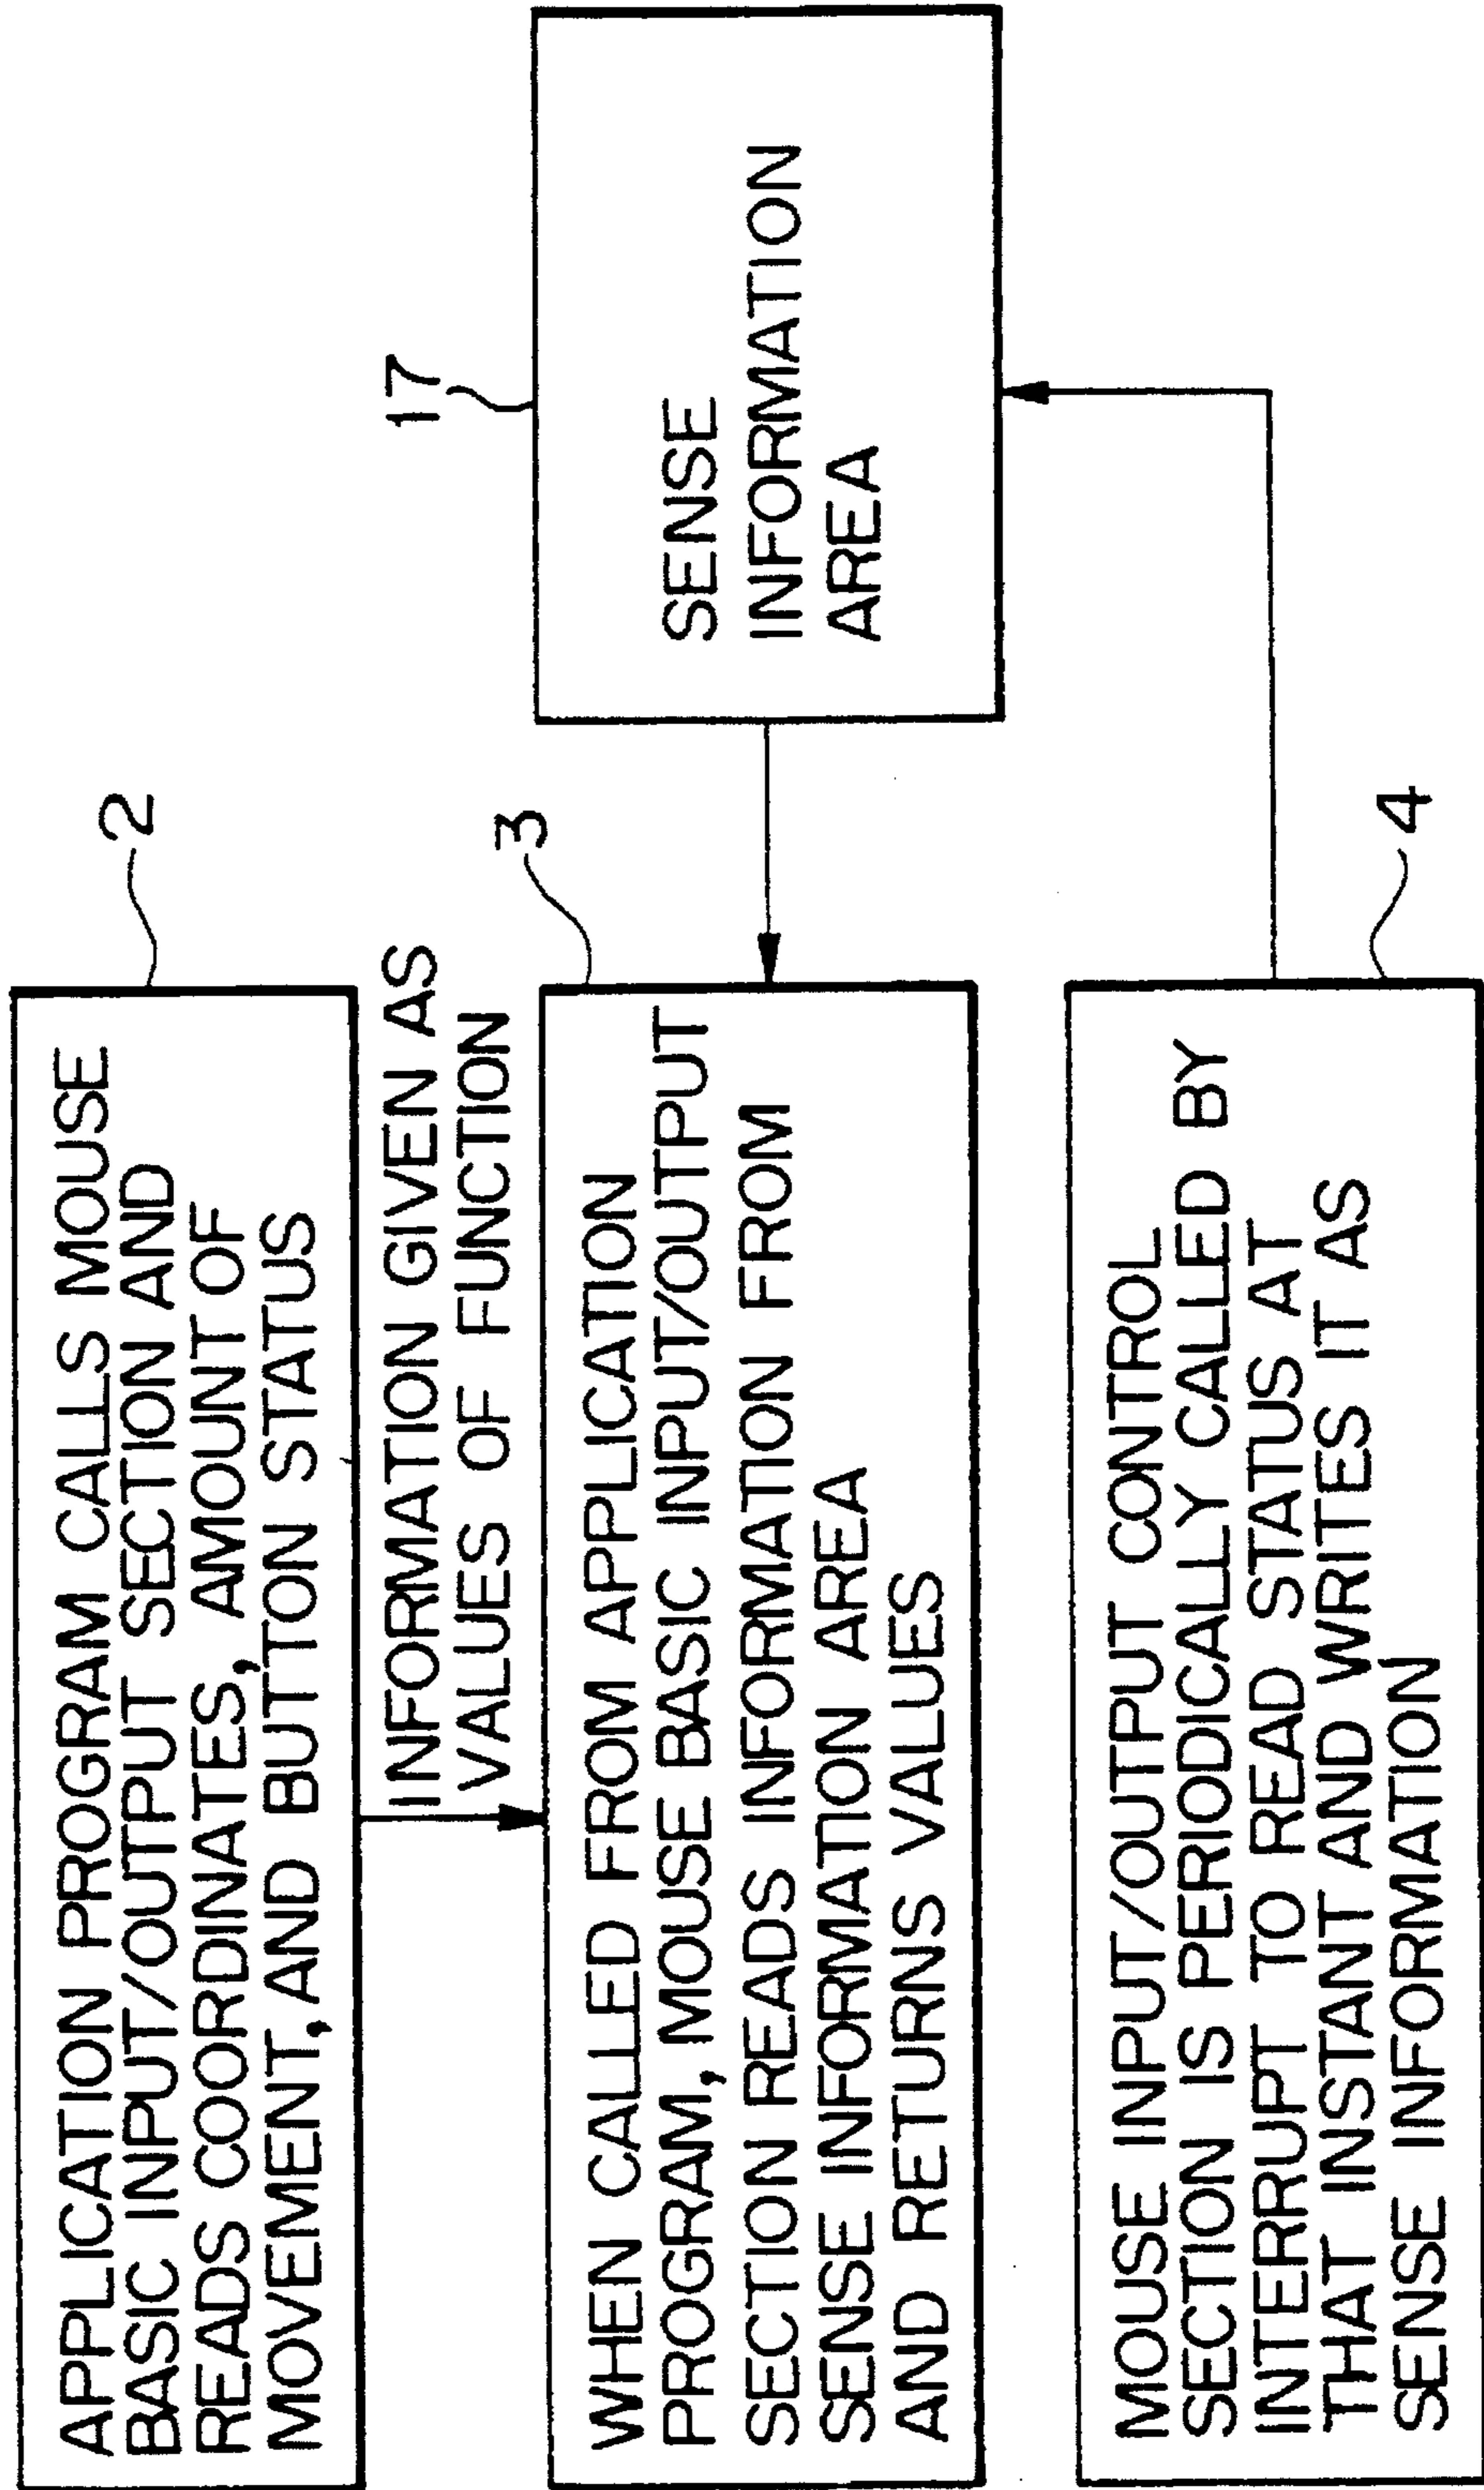 2
APPLICATION PROGRAM CALLS MOUSE
BASIC INPUT/OUTPUT SECTION AND
READS COORDINATES, AMOUNT OF
MOVEMENT, AND BUTTON STATUS
INFORMATION GIVEN AS
VALUES OF FUNCTION
3
WHEN CALLED FROM APPLICATION
PROGRAM, MOUSE BASIC INPUT/OUTPUT
SECTION READS INFORMATION FROM
SENSE INFORMATION AREA
AND RETURNS VALUES
17
SENSE
INFORMATION
AREA
MOUSE INPUT/OUTPUT CONTROL
SECTION IS PERIODICALLY CALLED BY
INTERRUPT TO READ STATUS AT
THAT INSTANT AND WRITES IT AS
SENSE INFORMATION
4